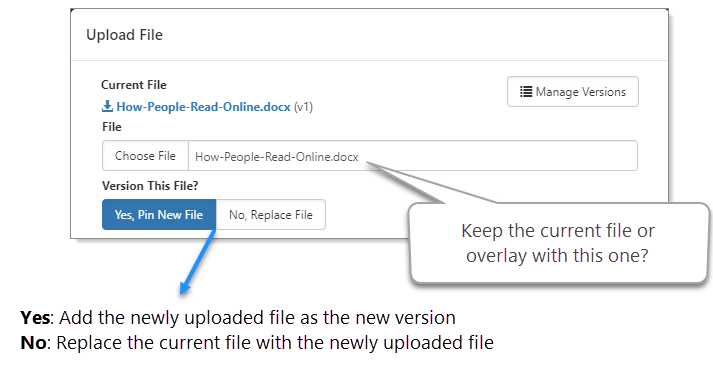 Upload File
Current File
How-People-Read-Online.docx (v1)
Manage Versions
File
Choose File How-People-Read-Online.docx
Version This File?
Yes, Pin New File No, Replace File
Keep the current file or
overlay with this one?
Yes: Add the newly uploaded file as the new version
No: Replace the current file with the newly uploaded file